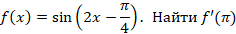 f(x) = sin(2x − π/4). Найти f′(π)